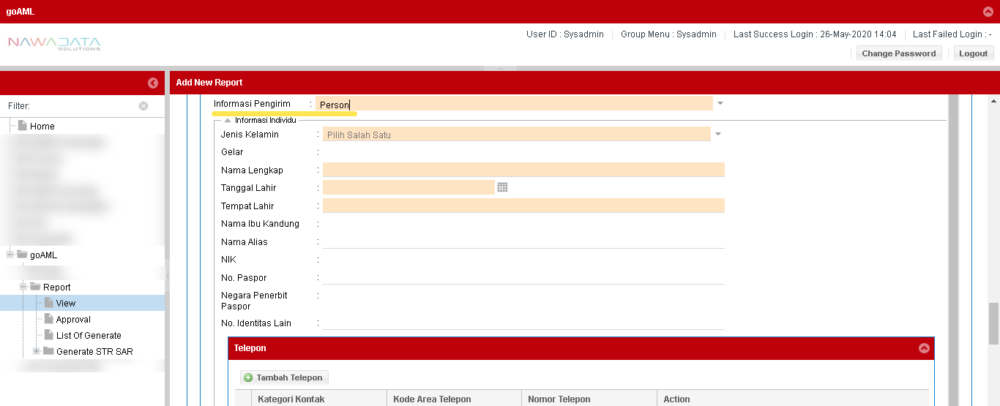 goAML
NAWADATA
SOLUTIONS
User ID : Sysadmin
Group Menu : Sysadmin
Last Success Login : 26-May-2020 14:04
Last Failed Login : -
Change Password
Logout
Add New Report
Filter:
Home
goAML
Report
View
Approval
List Of Generate
Generate STR SAR
Informasi Pengirim : Person
Informasi Individu
Jenis Kelamin : Pilih Salah Satu
Gelar :
Nama Lengkap :
Tanggal Lahir :
Tempat Lahir :
Nama Ibu Kandung :
Nama Alias :
NIK :
No. Paspor :
Negara Penerbit :
Paspor
No. Identitas Lain :
Telepon
Tambah Telepon
Kategori Kontak Kode Area Telepon Nomor Telepon Action